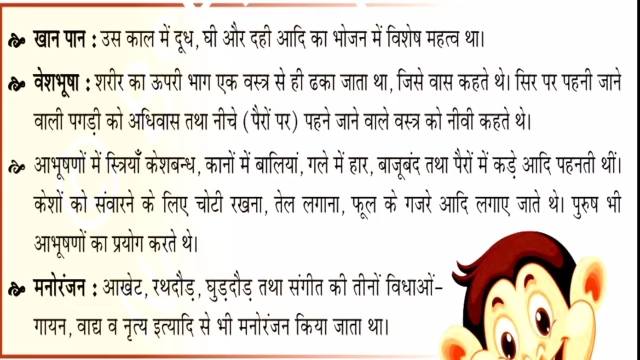 खान पान : उस काल में दूध, घी और दही आदि का भोजन में विशेष महत्व था।
वेशभूषा : शरीर का ऊपरी भाग एक वस्त्र से ही ढका जाता था, जिसे वास कहते थे। सिर पर पहनी जाने
वाली पगड़ी को अधिवास तथा नीचे (पैरों पर) पहने जाने वाले वस्त्र को नीवी कहते थे।
आभूषणों में स्त्रियाँ केशबन्ध, कानों में बालियां, गले में हार, बाजूबंद तथा पैरों में कड़े आदि पहनती थीं।
केशों को संवारने के लिए चोटी रखना, तेल लगाना, फूल के गजरे आदि लगाए जाते थे। पुरुष भी
आभूषणों का प्रयोग करते थे।
मनोरंजन : आखेट, रथदौड़, घुड़दौड़ तथा संगीत की तीनों विधाओं-
गायन, वाद्य व नृत्य इत्यादि से भी मनोरंजन किया जाता था।